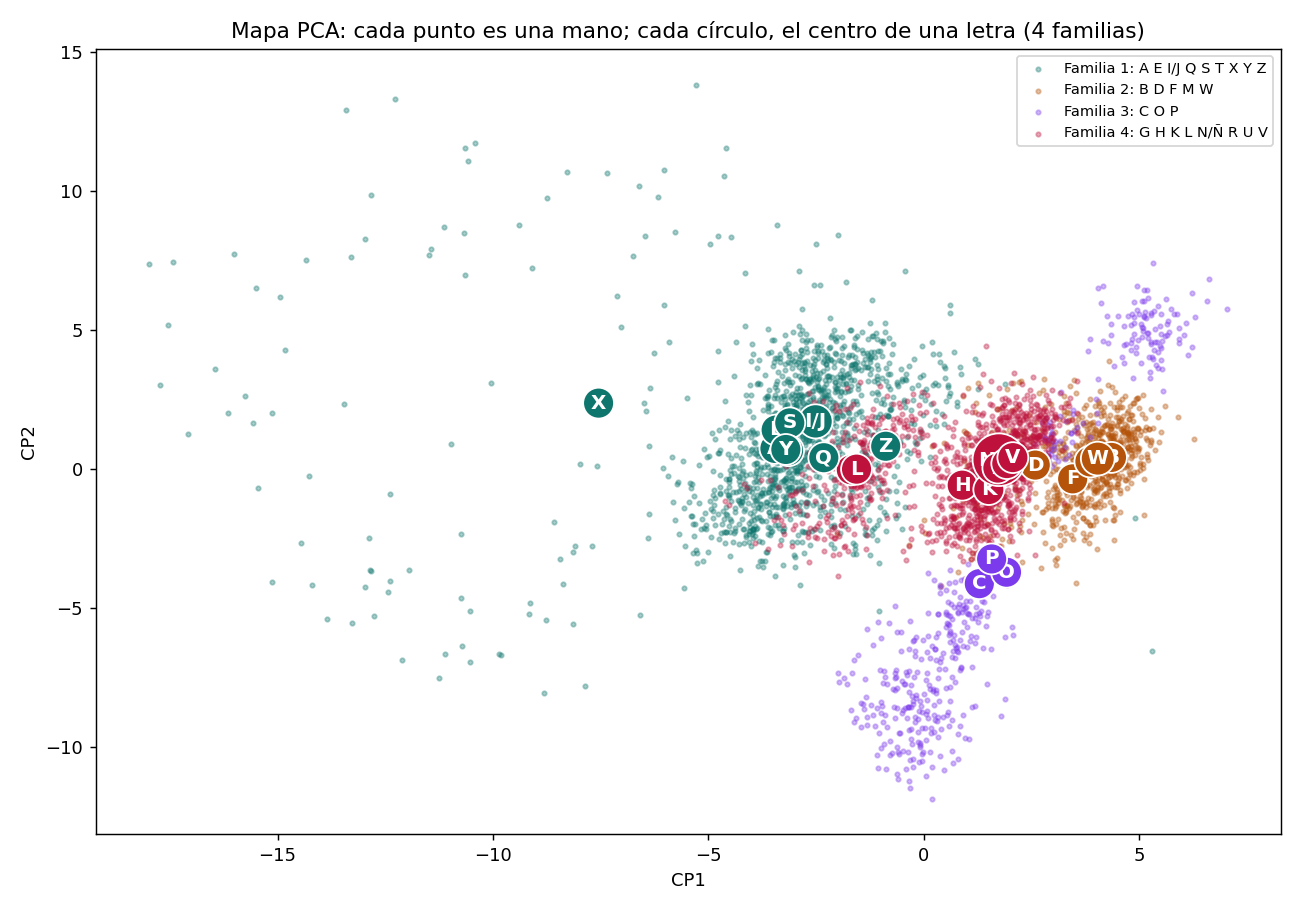 Mapa PCA: cada punto es una mano; cada círculo, el centro de una letra (4 familias)
Familia 1: A E I/J Q S T X Y Z
Familia 2: B D F M W
Familia 3: C O P
Familia 4: G H K L N/Ñ R U V
15
10
5
0
−5
−10
CP2
X
S
I/J
Y
Q
Z
L
H
K
V
D
F
W
P
O
C
−15
−10
−5
0
5
CP1